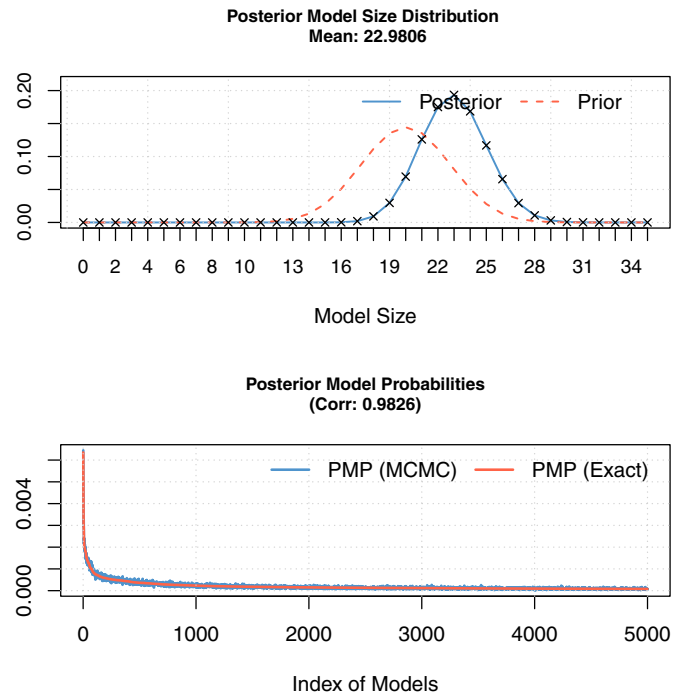 Posterior Model Size Distribution
Mean: 22.9806
0.20
0.10
0.00
Posterior Prior
0 2 4 6 8 10 13 16 19 22 25 28 31 34
Model Size
Posterior Model Probabilities
(Corr: 0.9826)
0.004
0.000
PMP (MCMC) PMP (Exact)
0 1000 2000 3000 4000 5000
Index of Models